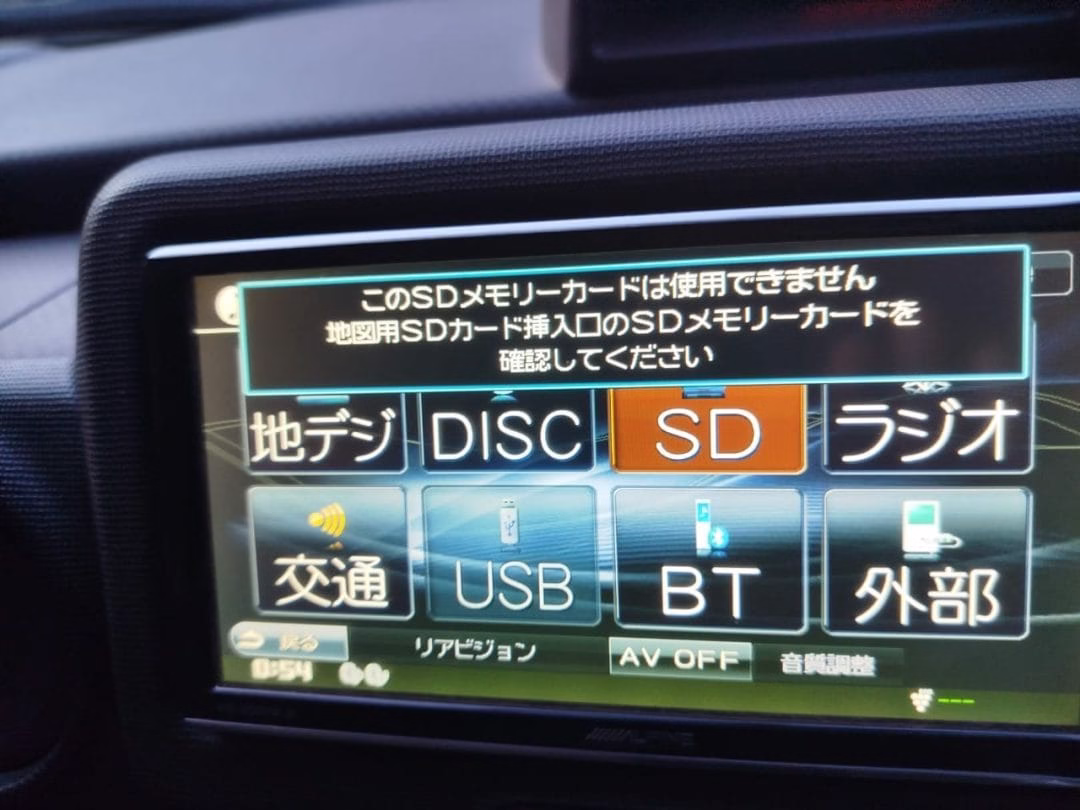 このSDメモリーカードは使用できません
地図用SDカード挿入口のSDメモリーカードを
確認してください
地デジ
DISC
SD
ラジオ
交通
USB
BT
外部
戻る
リアビジョン
AV OFF
音質調整
0:54
ALPINE